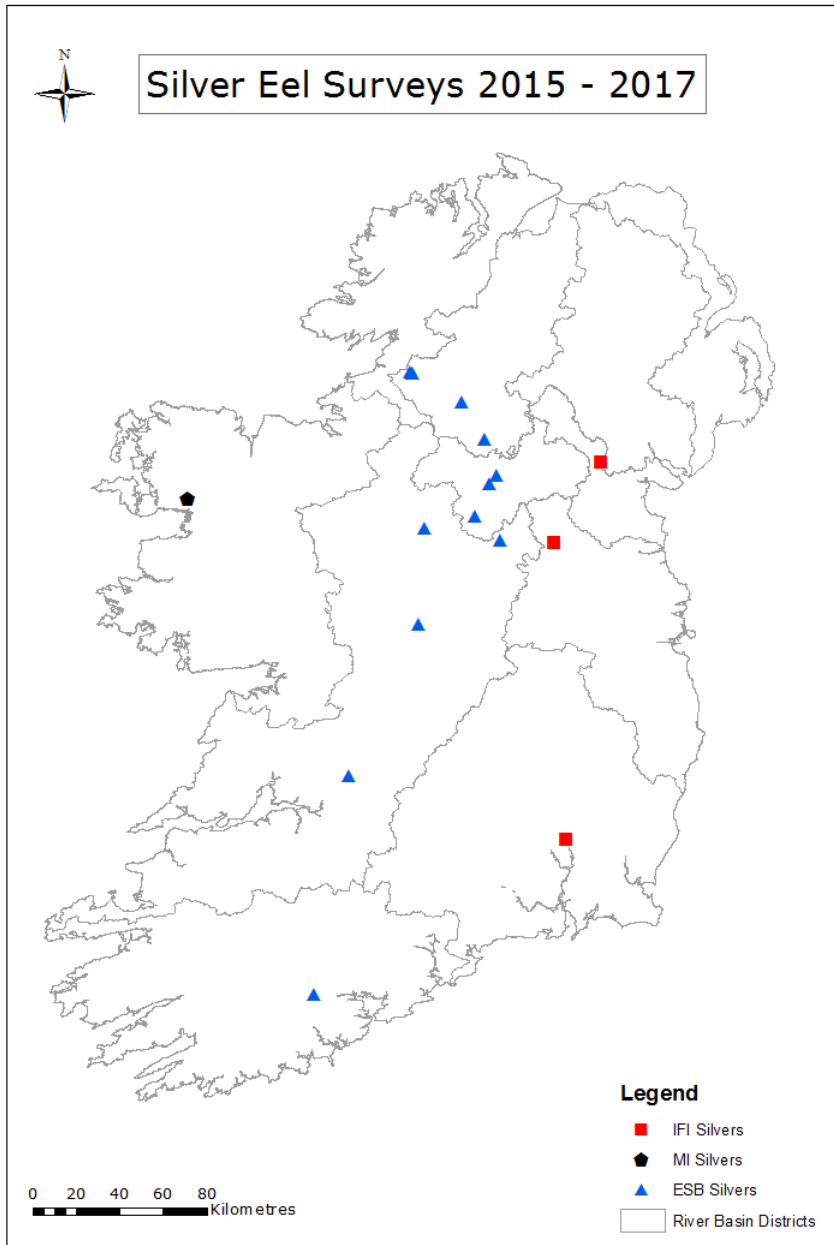 N
Silver Eel Surveys 2015 - 2017
Legend
IFI Silvers
MI Silvers
ESB Silvers
River Basin Districts
0 20 40 60 80
Kilometres